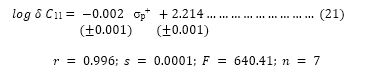 log δ C₁₁ = −0.002 σₚ⁺ + 2.214 … … … … … … … … … (21)
(±0.001) (±0.001)
r = 0.996; s = 0.0001; F = 640.41; n = 7